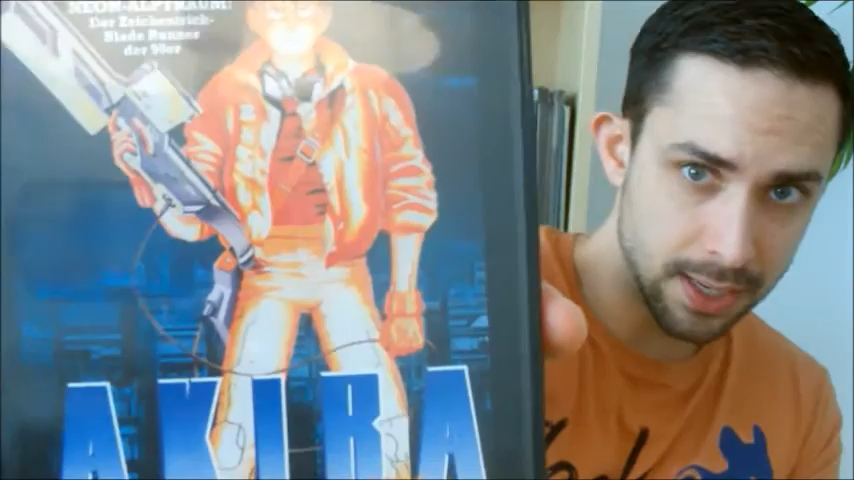 NEON-ALPTRAUM:
Der Zeichentrick-
Blade Runner
der 90er
AKIRA